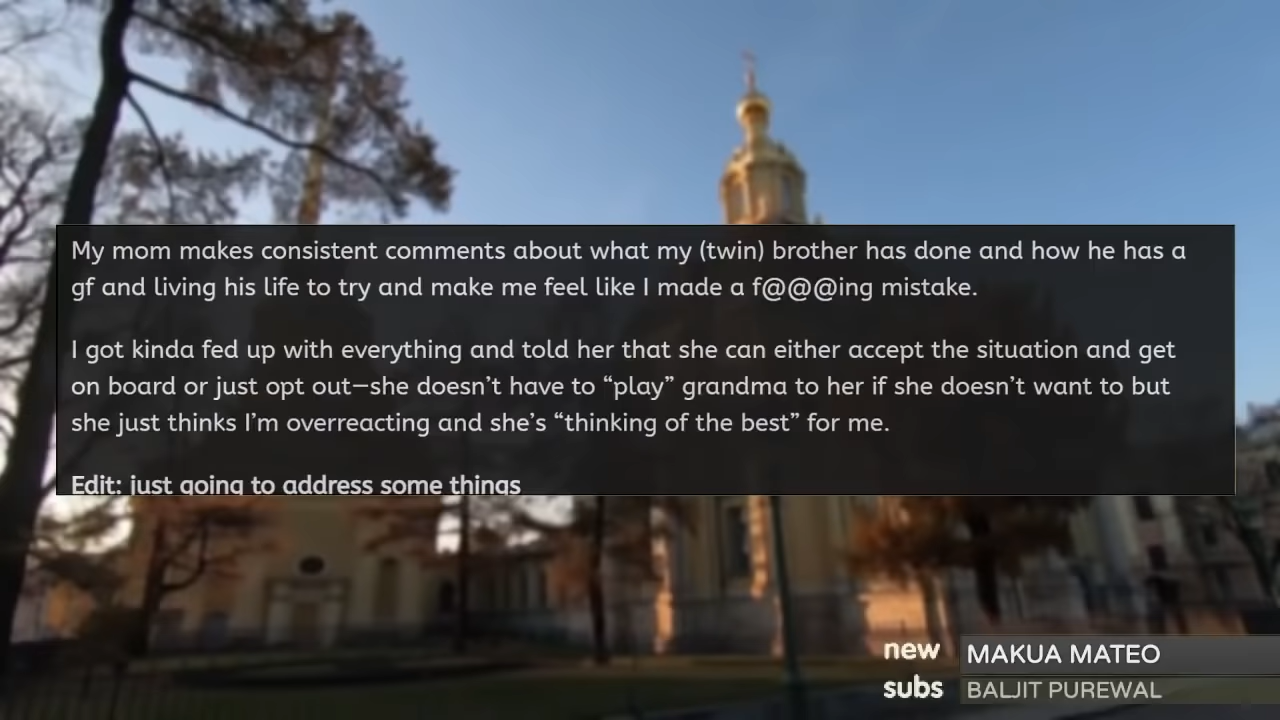 My mom makes consistent comments about what my (twin) brother has done and how he has a
gf and living his life to try and make me feel like I made a f@@@ing mistake.
I got kinda fed up with everything and told her that she can either accept the situation and get
on board or just opt out—she doesn't have to “play” grandma to her if she doesn't want to but
she just thinks I'm overreacting and she's “thinking of the best” for me.
Edit: just going to address some things
new MAKUA MATEO
subs BALJIT PUREWAL